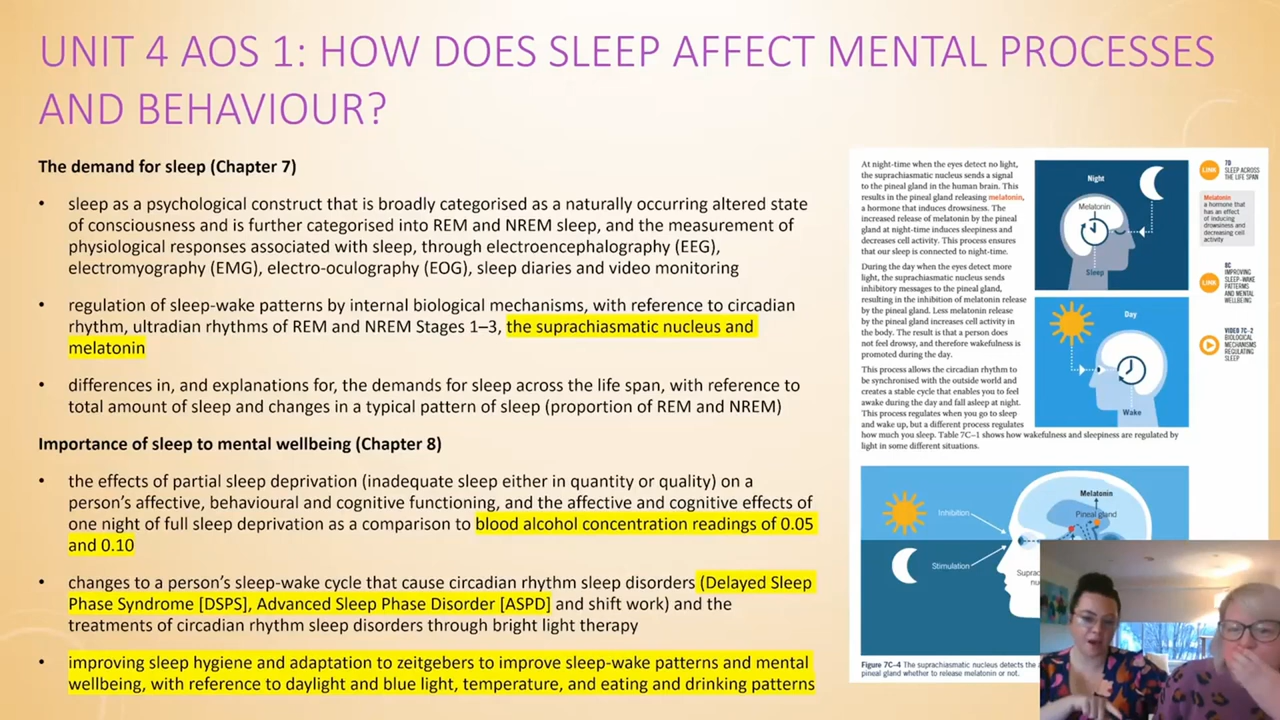 UNIT 4 AOS 1: HOW DOES SLEEP AFFECT MENTAL PROCESSES
AND BEHAVIOUR?
The demand for sleep (Chapter 7)
• sleep as a psychological construct that is broadly categorised as a naturally occurring altered state
of consciousness and is further categorised into REM and NREM sleep, and the measurement of
physiological responses associated with sleep, through electroencephalography (EEG),
electromyography (EMG), electro-oculography (EOG), sleep diaries and video monitoring
• regulation of sleep-wake patterns by internal biological mechanisms, with reference to circadian
rhythm, ultradian rhythms of REM and NREM Stages 1–3, the suprachiasmatic nucleus and
melatonin
• differences in, and explanations for, the demands for sleep across the life span, with reference to
total amount of sleep and changes in a typical pattern of sleep (proportion of REM and NREM)
Importance of sleep to mental wellbeing (Chapter 8)
• the effects of partial sleep deprivation (inadequate sleep either in quantity or quality) on a
person's affective, behavioural and cognitive functioning, and the affective and cognitive effects of
one night of full sleep deprivation as a comparison to blood alcohol concentration readings of 0.05
and 0.10
• changes to a person's sleep-wake cycle that cause circadian rhythm sleep disorders (Delayed Sleep
Phase Syndrome [DSPS], Advanced Sleep Phase Disorder [ASPD] and shift work) and the
treatments of circadian rhythm sleep disorders through bright light therapy
• improving sleep hygiene and adaptation to zeitgebers to improve sleep-wake patterns and mental
wellbeing, with reference to daylight and blue light, temperature, and eating and drinking patterns
At night-time when the eyes detect no light,
the suprachiasmatic nucleus sends a signal
to the pineal gland in the human brain. This
results in the pineal gland releasing melatonin,
a hormone that induces drowsiness. The
increased release of melatonin by the pineal
gland at night-time induces sleepiness and
decreases cell activity. This process ensures
that our sleep is connected to night-time.
During the day when the eyes detect more
light, the suprachiasmatic nucleus sends
inhibitory messages to the pineal gland,
resulting in the inhibition of melatonin release
by the pineal gland. Less melatonin release
by the pineal gland increases cell activity in
the body. The result is that a person does
not feel drowsy, and therefore wakefulness is
promoted during the day.
This process allows the circadian rhythm to
be synchronised with the outside world and
creates a stable cycle that enables you to feel
awake during the day and fall asleep at night.
This process regulates when you go to sleep
and wake up, but a different process regulates
how much you sleep. Table 7C–1 shows how wakefulness and sleepiness are regulated by
light in some different situations.
Night
Melatonin
Sleep
Day
Wake
LINK
7D
SLEEP ACROSS
THE LIFE SPAN
Melatonin
a hormone that
has an effect
of inducing
drowsiness and
decreasing cell
activity
LINK
8C
IMPROVING
SLEEP-WAKE
PATTERNS
AND MENTAL
WELLBEING
VIDEO 7C-2
BIOLOGICAL
MECHANISMS
REGULATING
SLEEP
Melatonin
Pineal gland
Inhibition
Stimulation
Figure 7C–4 The suprachiasmatic nucleus detects the
pineal gland whether to release melatonin or not.